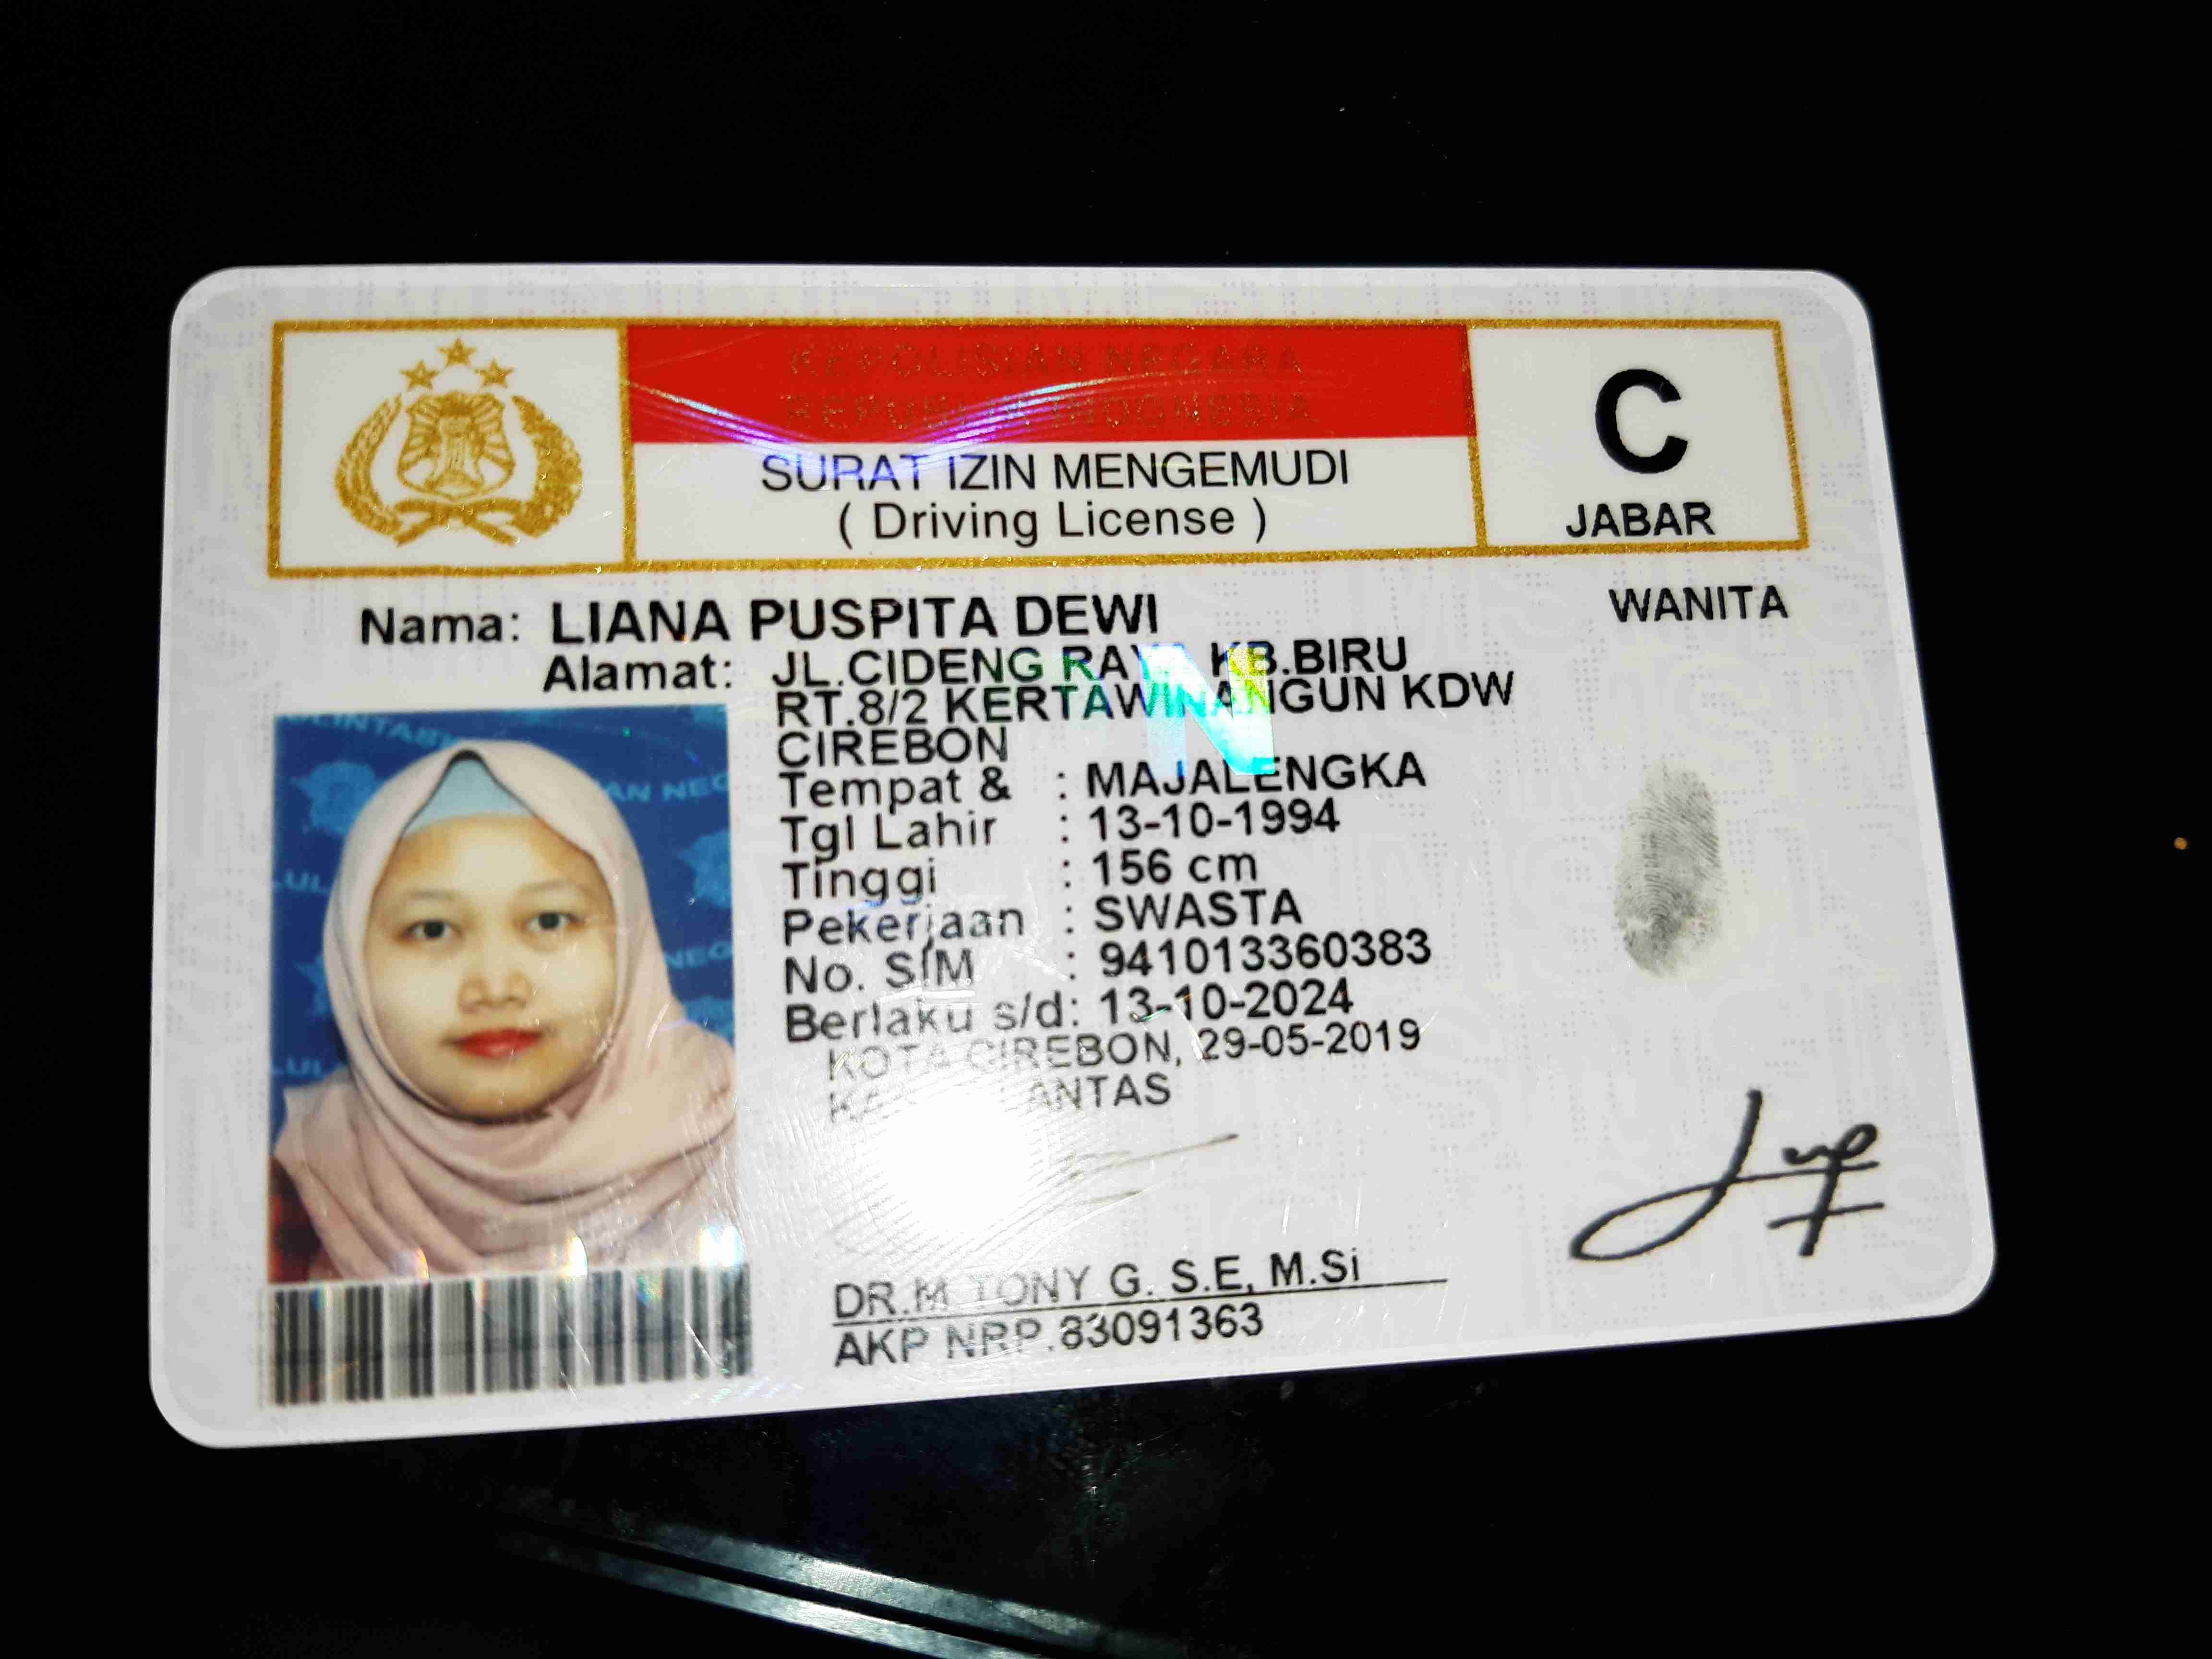 KEPOLISIAN NEGARA
REPUBLIK INDONESIA
SURAT IZIN MENGEMUDI
( Driving License )
C
JABAR
Nama: LIANA PUSPITA DEWI
WANITA
Alamat: JL.CIDENG RAYA KB.BIRU
RT.8/2 KERTAWINANGUN KDW
CIREBON
Tempat & : MAJALENGKA
Tgl Lahir : 13-10-1994
Tinggi : 156 cm
Pekerjaan : SWASTA
No. SIM : 941013360383
Berlaku s/d: 13-10-2024
KOTA CIREBON, 29-05-2019
DR.M TONY G. S.E, M.Si
AKP NRP.83091363